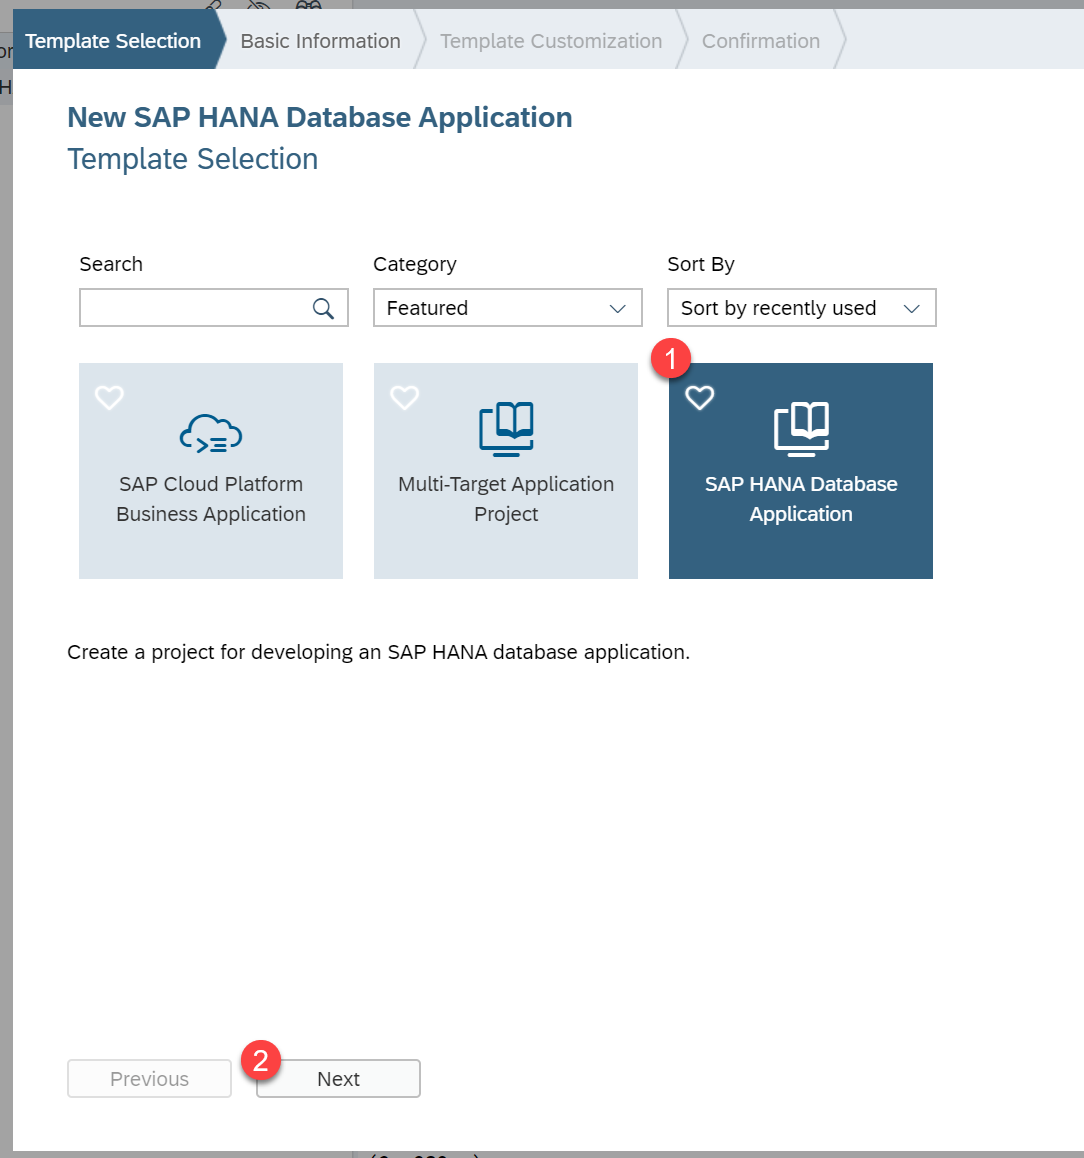 Template Selection
Basic Information
Template Customization
Confirmation
New SAP HANA Database Application
Template Selection
Search
Category
Sort By
Featured
Sort by recently used
1
SAP Cloud Platform
Business Application
Multi-Target Application
Project
SAP HANA Database
Application
Create a project for developing an SAP HANA database application.
2
Previous
Next